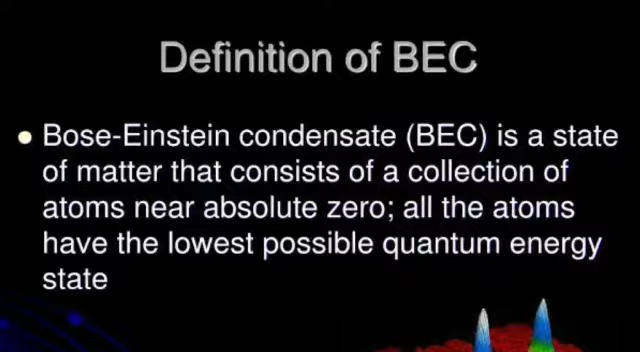 Definition of BEC
• Bose-Einstein condensate (BEC) is a state
of matter that consists of a collection of
atoms near absolute zero; all the atoms
have the lowest possible quantum energy
state